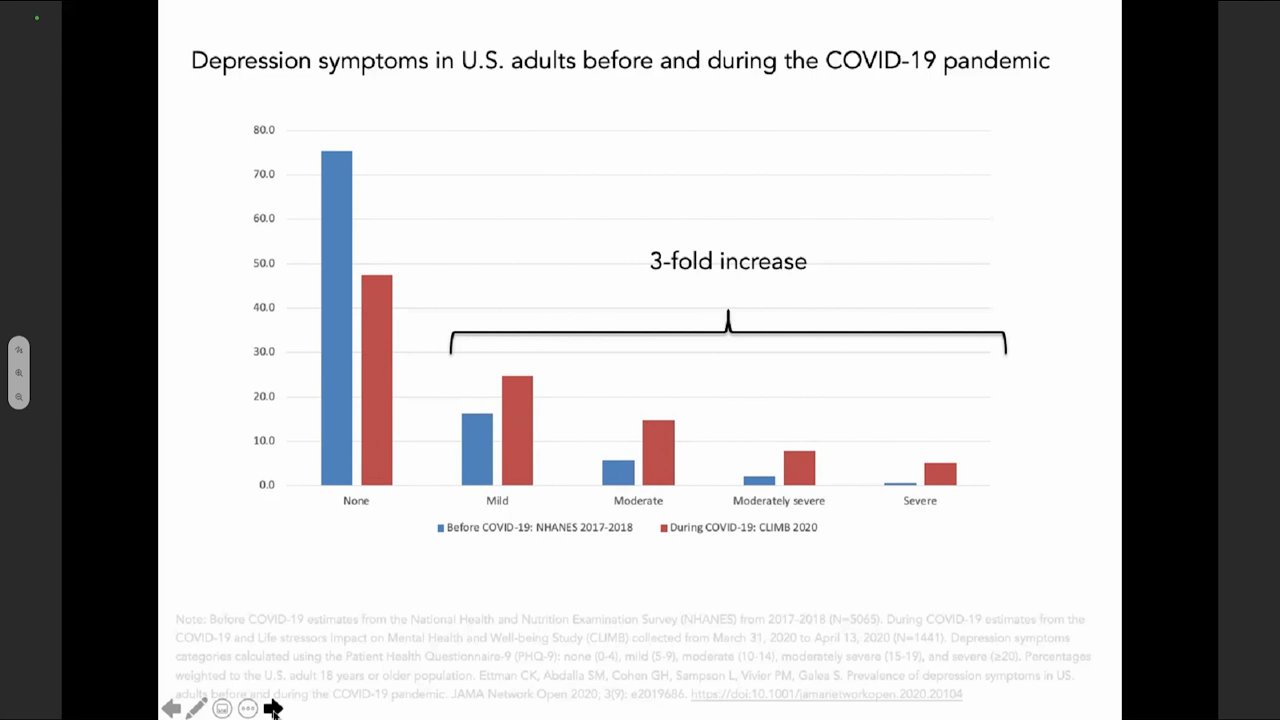 Depression symptoms in U.S. adults before and during the COVID-19 pandemic
80.0
70.0
60.0
50.0
40.0
30.0
20.0
10.0
0.0
3-fold increase
None
Mild
Moderate
Moderately severe
Severe
Before COVID-19: NHANES 2017-2018
During COVID-19: CLIMB 2020
Note: Before COVID-19 estimates from the National Health and Nutrition Examination Survey (NHANES) from 2017-2018 (N=5065). During COVID-19 estimates from the
COVID-19 and Life stressors Impact on Mental Health and Well-being Study (CLIMB) collected from March 31, 2020 to April 13, 2020 (N=1441). Depression symptoms
categories calculated using the Patient Health Questionnaire-9 (PHQ-9): none (0-4), mild (5-9), moderate (10-14), moderately severe (15-19), and severe (≥20). Percentages
weighted to the U.S. adult 18 years or older population. Ettman CK, Abdalla SM, Cohen GH, Sampson L, Vivier PM, Galea S. Prevalence of depression symptoms in US
adults before and during the COVID-19 pandemic. JAMA Network Open 2020; 3(9): e2019686. https://doi:10.1001/jamanetworkopen.2020.20104